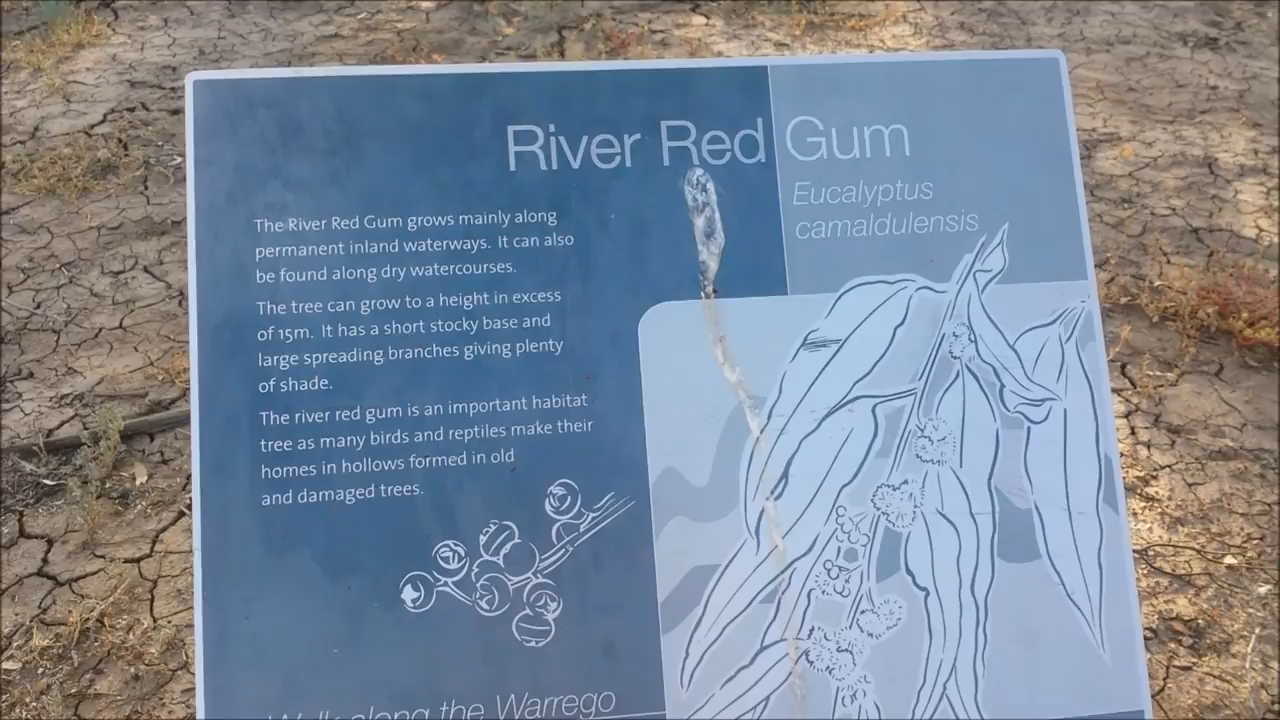 River Red Gum
Eucalyptus
camaldulensis
The River Red Gum grows mainly along
permanent inland waterways. It can also
be found along dry watercourses.
The tree can grow to a height in excess
of 15m. It has a short stocky base and
large spreading branches giving plenty
of shade.
The river red gum is an important habitat
tree as many birds and reptiles make their
homes in hollows formed in old
and damaged trees.
Walk along the Warrego